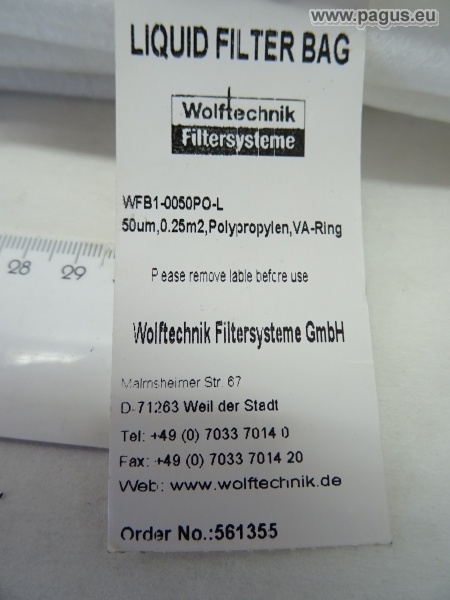 www.pagus.eu
LIQUID FILTER BAG
Wolftechnik
Filtersysteme
WFB1-0050PO-L
50um,0.25m2,Polypropylen,VA-Ring
Please remove lable before use
Wolftechnik Filtersysteme GmbH
Malmsheimer Str. 67
D-71263 Weil der Stadt
Tel: +49 (0) 7033 7014 0
Fax: +49 (0) 7033 7014 20
Web: www.wolftechnik.de
Order No.:561355
28 29